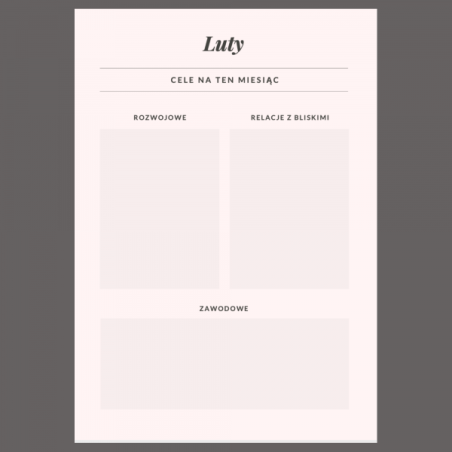 Luty
CELE NA TEN MIESIĄC
ROZWOJOWE
RELACJE Z BLISKIMI
ZAWODOWE